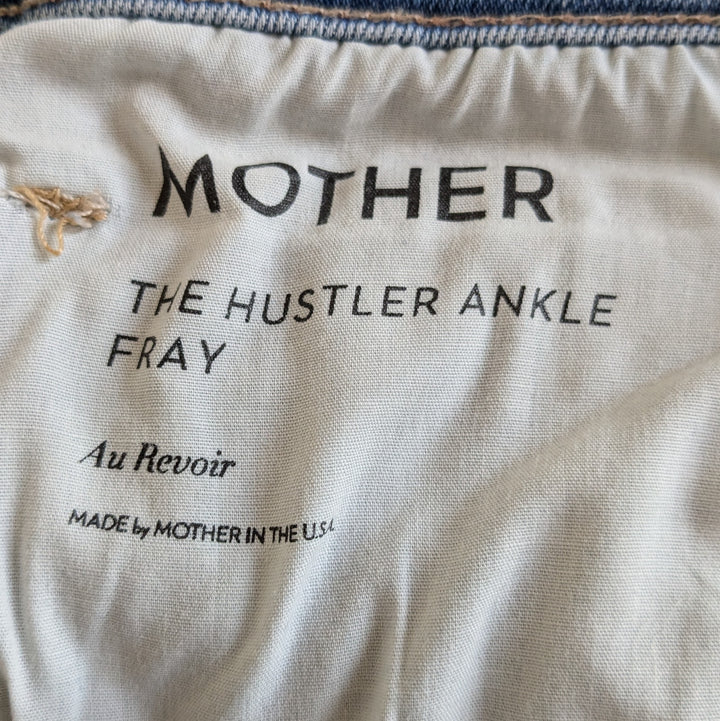 MOTHER
THE HUSTLER ANKLE
FRAY
Au Revoir
MADE by MOTHER IN THE U.S.A.